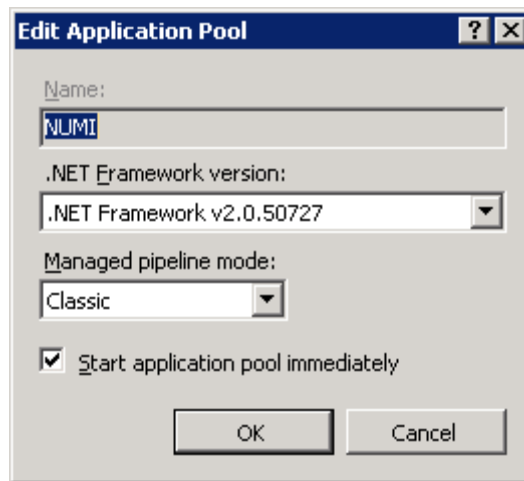 Edit Application Pool
Name:
NUMI
.NET Framework version:
.NET Framework v2.0.50727
Managed pipeline mode:
Classic
Start application pool immediately
OK Cancel